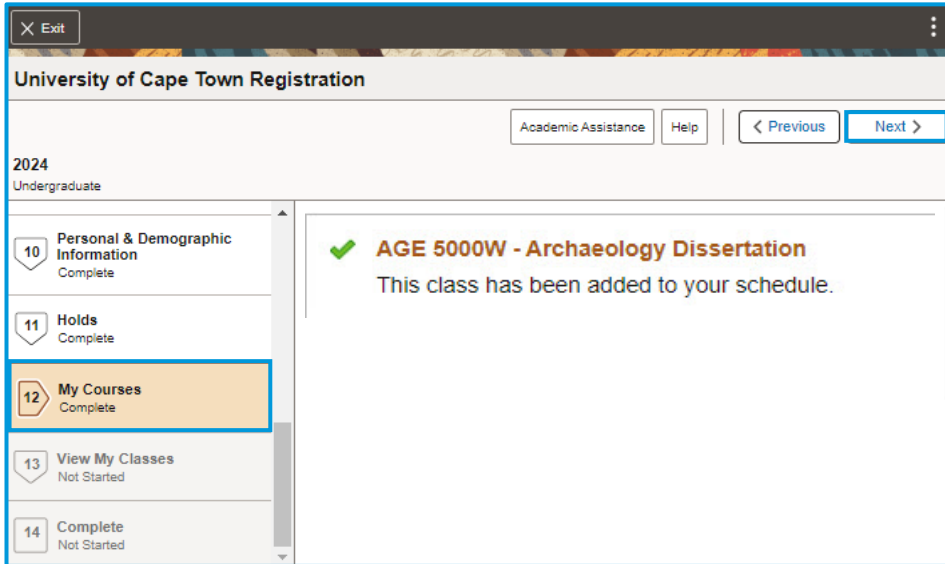 Exit
University of Cape Town Registration
Academic Assistance
Help
Previous
Next
2024
Undergraduate
10
Personal & Demographic
Information
Complete
11
Holds
Complete
12
My Courses
Complete
13
View My Classes
Not Started
14
Complete
Not Started
AGE 5000W - Archaeology Dissertation
This class has been added to your schedule.